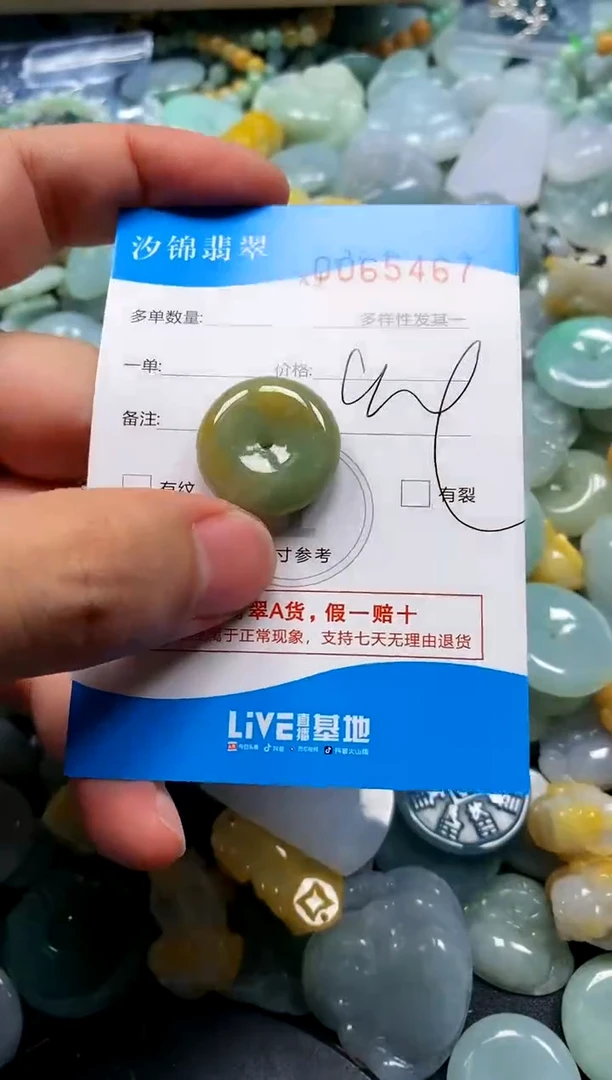 汐锦翡翠
0065467
多单数量:
多样性发基一
一单:
价格:
备注:
有纹
有裂
寸参考
翠A货，假一赔十
属于正常现象，支持七天无理由退货
LiVE直播基地